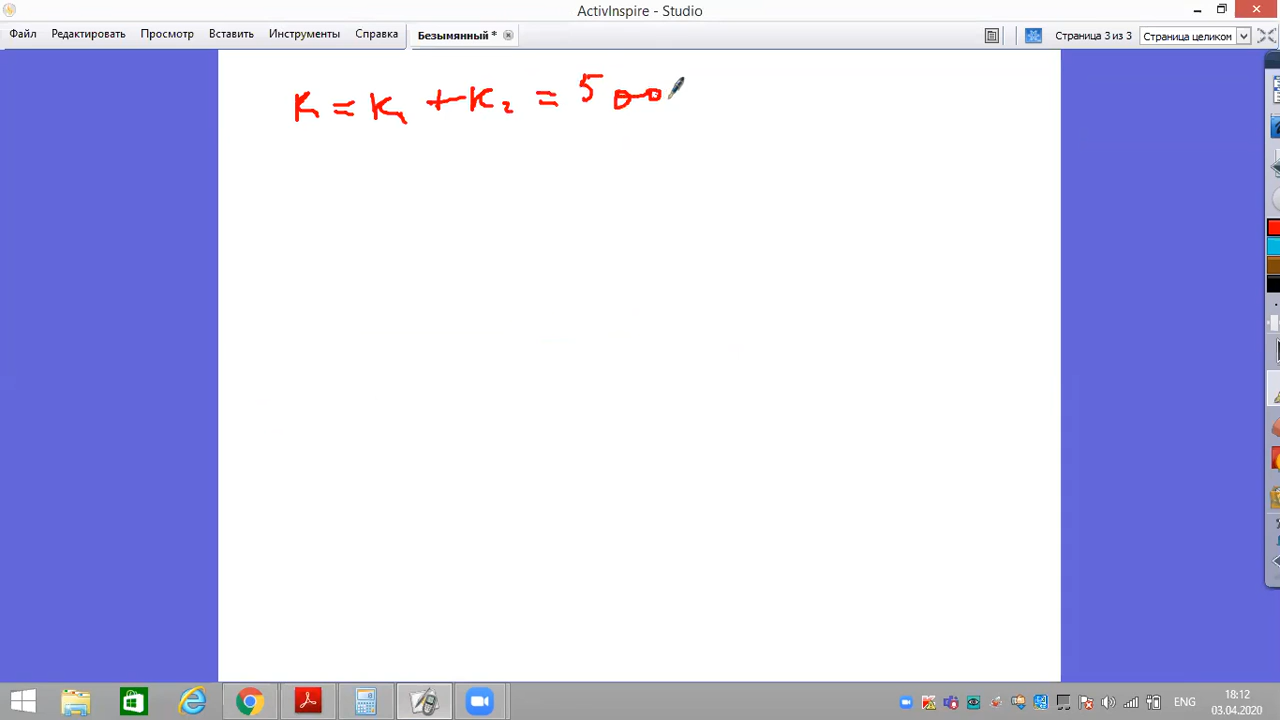 ActivInspire - Studio
Файл Редактировать Просмотр Вставить Инструменты Справка Безымянный * Страница 3 из 3 Страница целиком
K = K₁ + K₂ = 500
ENG 18:12
03.04.2020